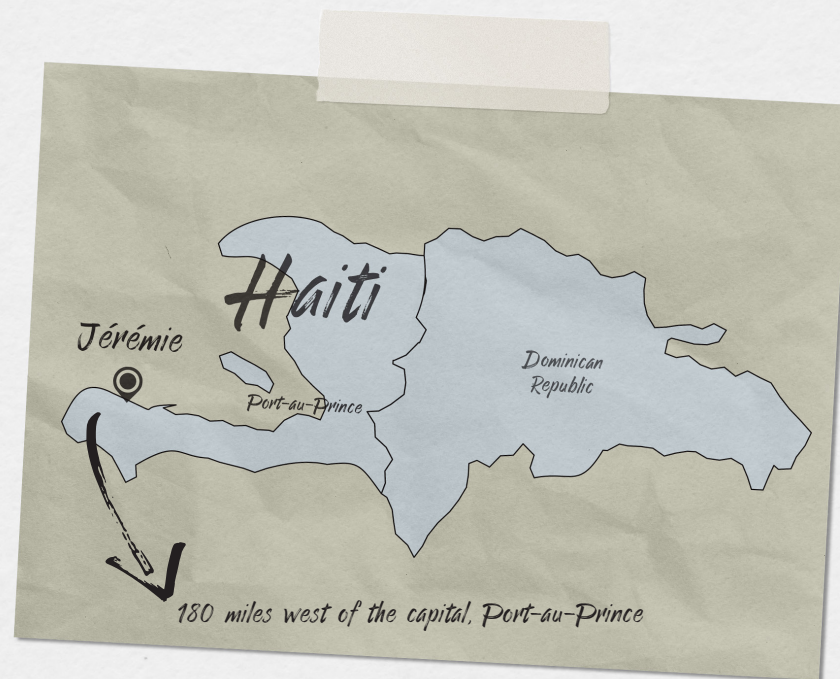 Haiti
Jérémie
Dominican
Republic
Port-au-Prince
180 miles west of the capital, Port-au-Prince